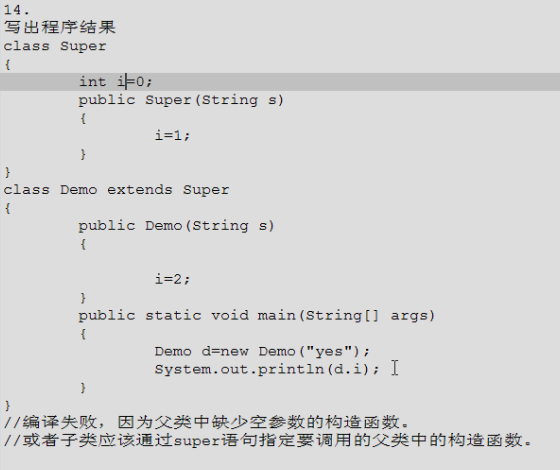 14.
写出程序结果
class Super
{
int i=0;
public Super(String s)
{
i=1;
}
}
class Demo extends Super
{
public Demo(String s)
{
i=2;
}
public static void main(String[] args)
{
Demo d=new Demo("yes");
System.out.println(d.i);
}
}
//编译失败，因为父类中缺少空参数的构造函数。
//或者子类应该通过super语句指定要调用的父类中的构造函数。